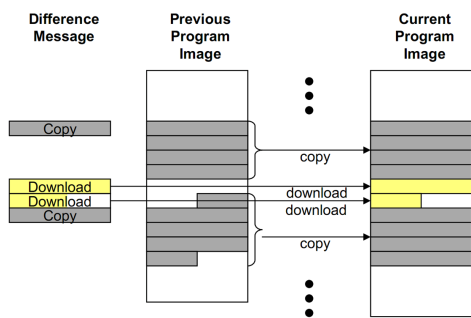 Difference
Message
Previous
Program
Image
Current
Program
Image
Copy
copy
Download
download
Download
download
Copy
copy